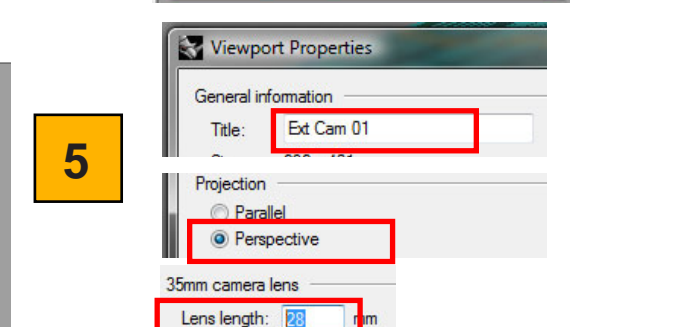 Viewport Properties
General information
Title: Ext Cam 01
5
Projection
Parallel
Perspective
35mm camera lens
Lens length: 28 mm